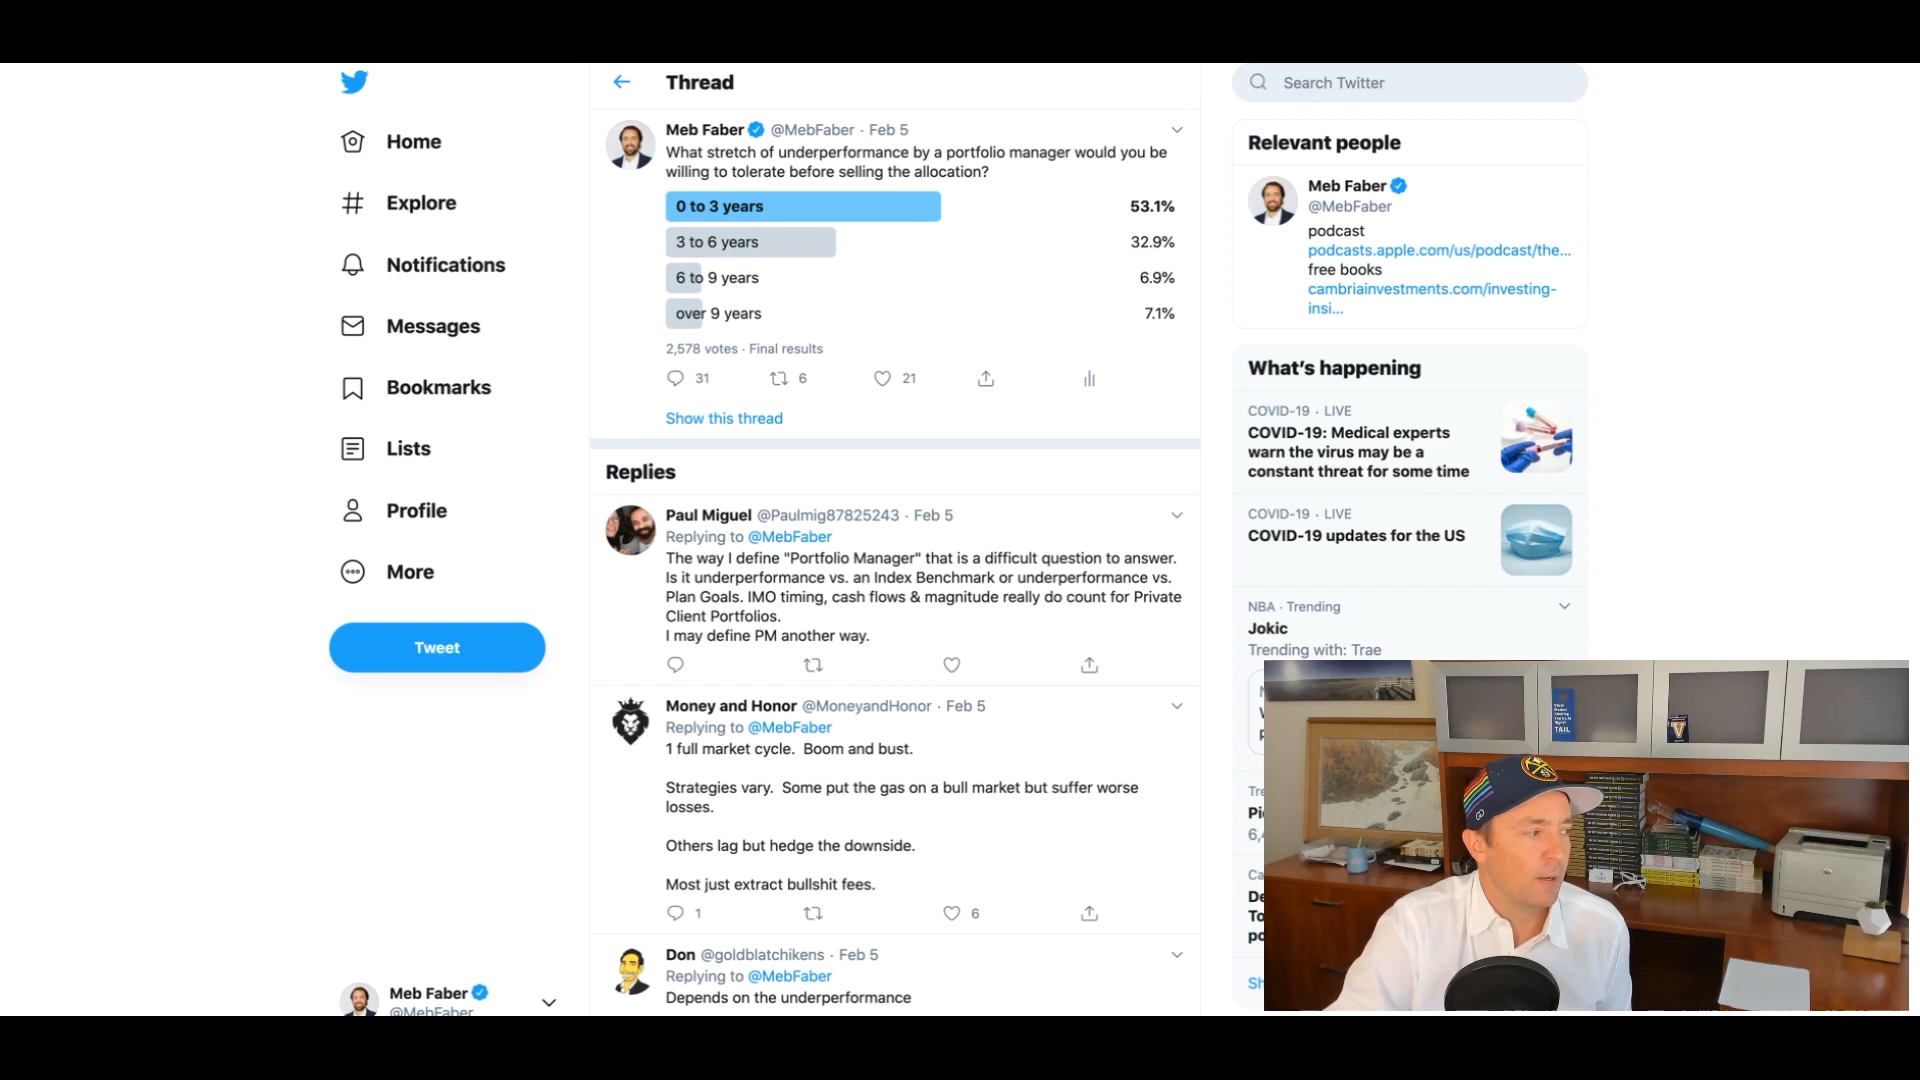 Home
Explore
Notifications
Messages
Bookmarks
Lists
Profile
More
Tweet
Meb Faber
@MebFaber
Thread
Meb Faber @MebFaber · Feb 5
What stretch of underperformance by a portfolio manager would you be
willing to tolerate before selling the allocation?
0 to 3 years 53.1%
3 to 6 years 32.9%
6 to 9 years 6.9%
over 9 years 7.1%
2,578 votes · Final results
31 6 21
Show this thread
Replies
Paul Miguel @Paulmig87825243 · Feb 5
Replying to @MebFaber
The way I define "Portfolio Manager" that is a difficult question to answer.
Is it underperformance vs. an Index Benchmark or underperformance vs.
Plan Goals. IMO timing, cash flows & magnitude really do count for Private
Client Portfolios.
I may define PM another way.
Money and Honor @MoneyandHonor · Feb 5
Replying to @MebFaber
1 full market cycle. Boom and bust.
Strategies vary. Some put the gas on a bull market but suffer worse
losses.
Others lag but hedge the downside.
Most just extract bullshit fees.
1 6
Don @goldblatchikens · Feb 5
Replying to @MebFaber
Depends on the underperformance
Search Twitter
Relevant people
Meb Faber
@MebFaber
podcast
podcasts.apple.com/us/podcast/the...
free books
cambriainvestments.com/investing-
insi...
What's happening
COVID-19 · LIVE
COVID-19: Medical experts
warn the virus may be a
constant threat for some time
COVID-19 · LIVE
COVID-19 updates for the US
NBA · Trending
Jokic
Trending with: Trae
TAIL
V